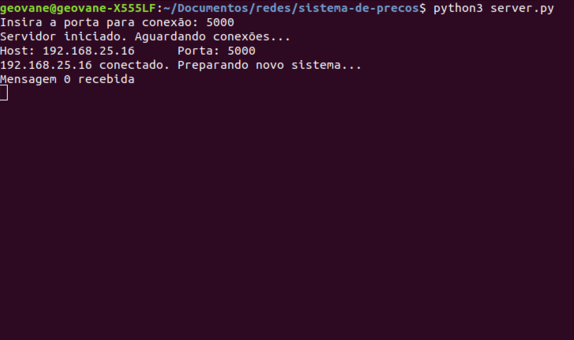 geovane@geovane-X555LF:~/Documentos/redes/sistema-de-precos$ python3 server.py
Insira a porta para conexão: 5000
Servidor iniciado. Aguardando conexões...
Host: 192.168.25.16      Porta: 5000
192.168.25.16 conectado. Preparando novo sistema...
Mensagem 0 recebida